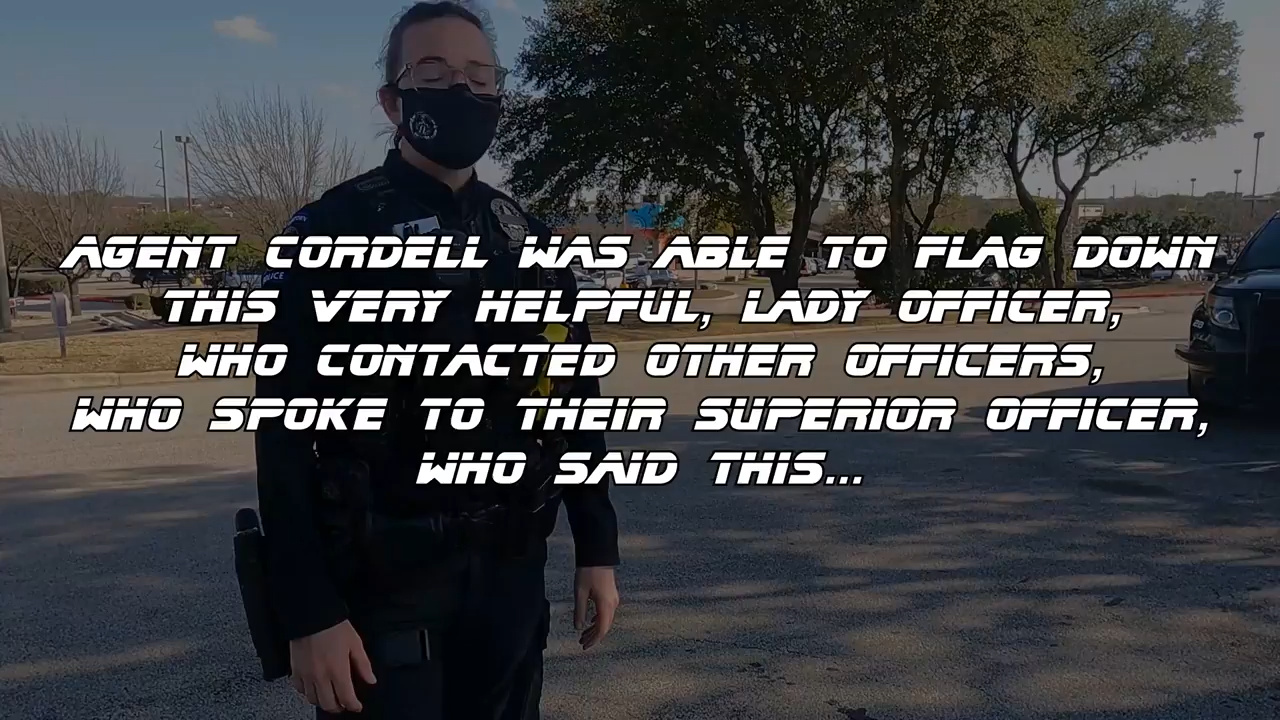 AGENT CORDELL WAS ABLE TO FLAG DOWN
THIS VERY HELPFUL, LADY OFFICER,
WHO CONTACTED OTHER OFFICERS,
WHO SPOKE TO THEIR SUPERIOR OFFICER,
WHO SAID THIS...